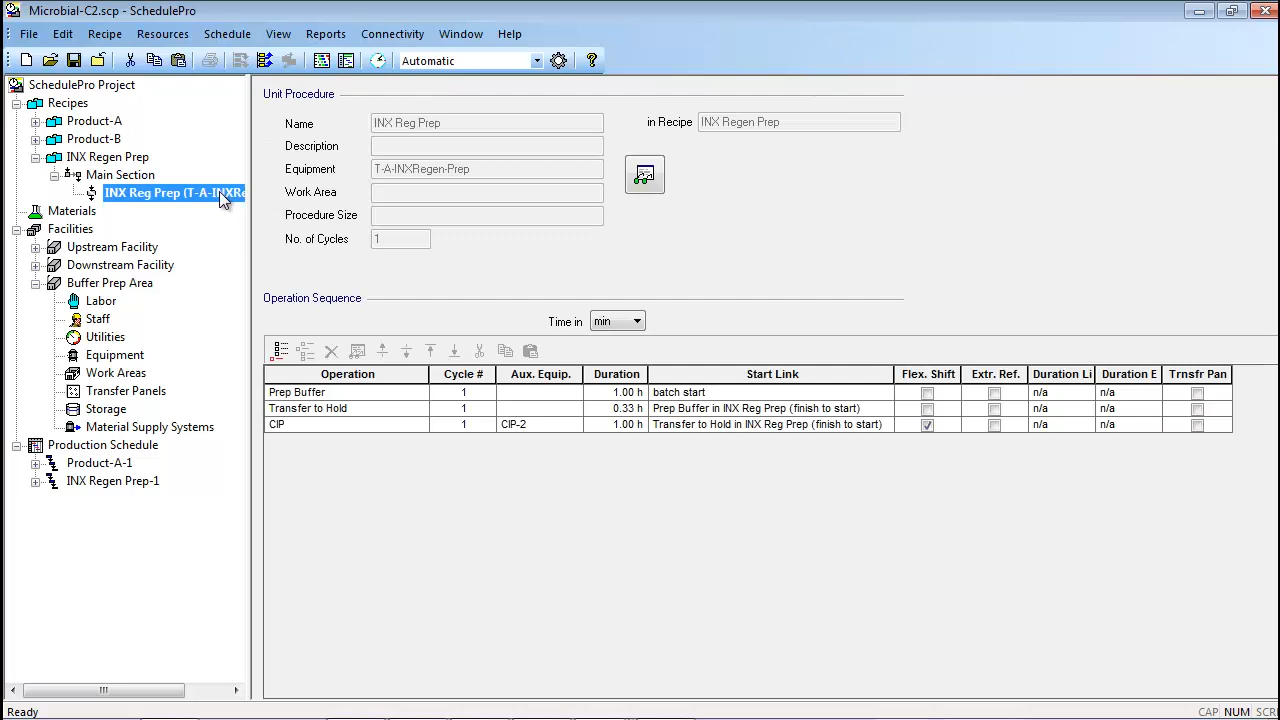 Microbial-C2.scp - SchedulePro
File Edit Recipe Resources Schedule View Reports Connectivity Window Help
Automatic
SchedulePro Project
Recipes
Product-A
Product-B
INX Regen Prep
Main Section
INX Reg Prep (T-A-INXRe
Materials
Facilities
Upstream Facility
Downstream Facility
Buffer Prep Area
Labor
Staff
Utilities
Equipment
Work Areas
Transfer Panels
Storage
Material Supply Systems
Production Schedule
Product-A-1
INX Regen Prep-1
Unit Procedure
Name INX Reg Prep in Recipe INX Regen Prep
Description
Equipment T-A-INXRegen-Prep
Work Area
Procedure Size
No. of Cycles 1
Operation Sequence
Time in min
Operation Cycle # Aux. Equip. Duration Start Link Flex. Shift Extr. Ref. Duration Li Duration E Trnsfr Pan
Prep Buffer 1 1.00 h batch start n/a n/a
Transfer to Hold 1 0.33 h Prep Buffer in INX Reg Prep (finish to start) n/a n/a
CIP 1 CIP-2 1.00 h Transfer to Hold in INX Reg Prep (finish to start) n/a n/a
Ready CAP NUM SCRI